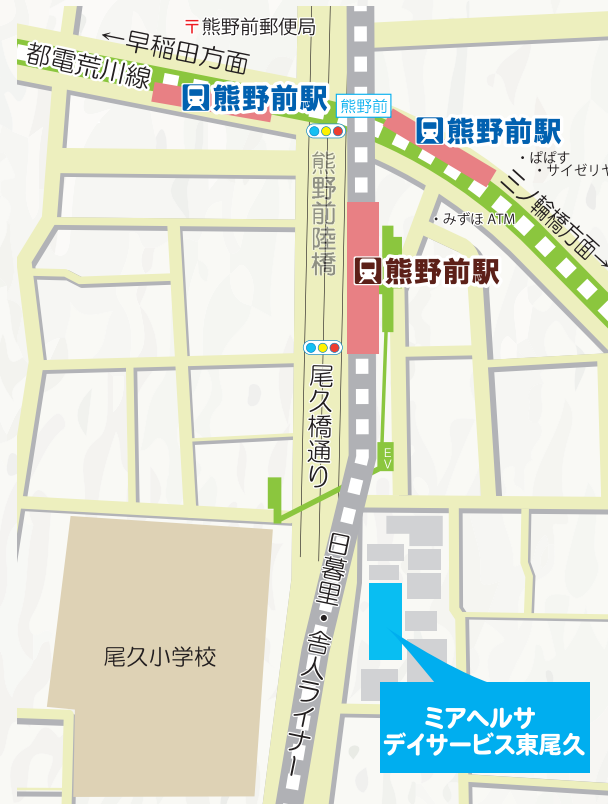 〒熊野前郵便局
←早稲田方面
都電荒川線
熊野前駅
熊野前
熊野前駅
・ぱぱす
・サイゼリヤ
三ノ輪橋方面→
・みずほ ATM
熊野前陸橋
熊野前駅
尾久橋通り
EV
日暮里・舎人ライナー
尾久小学校
ミアヘルサ
デイサービス東尾久